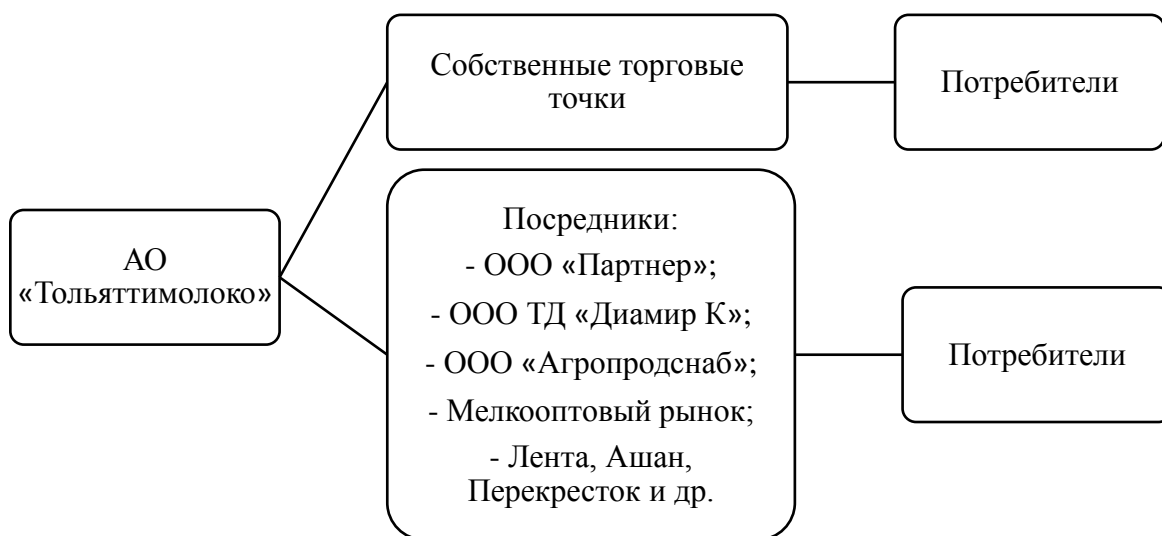 Собственные торговые
точки
Потребители
АО
«Тольяттимолоко»
Посредники:
- ООО «Партнер»;
- ООО ТД «Диамир К»;
- ООО «Агропродснаб»;
- Мелкооптовый рынок;
- Лента, Ашан,
Перекресток и др.
Потребители